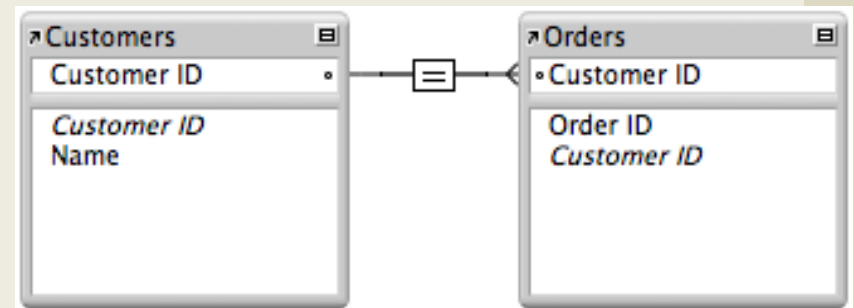 Customers
Customer ID
Customer ID
Name
=
Orders
Customer ID
Order ID
Customer ID